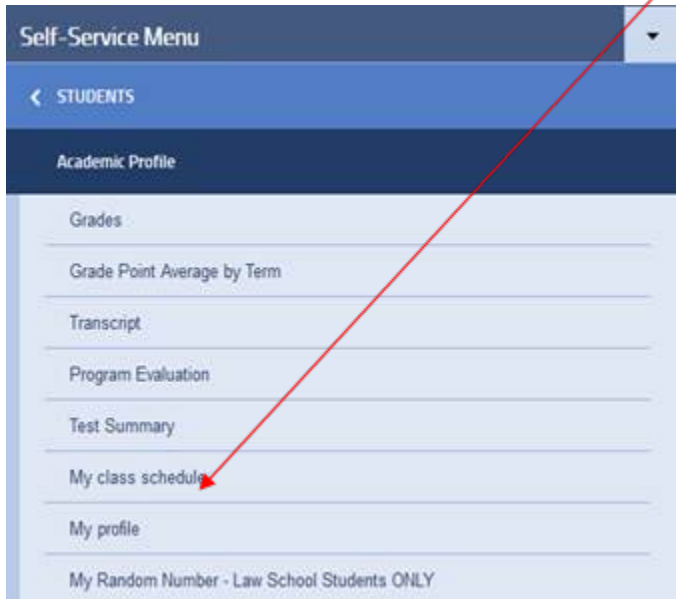 Self-Service Menu
STUDENTS
Academic Profile
Grades
Grade Point Average by Term
Transcript
Program Evaluation
Test Summary
My class schedule
My profile
My Random Number - Law School Students ONLY